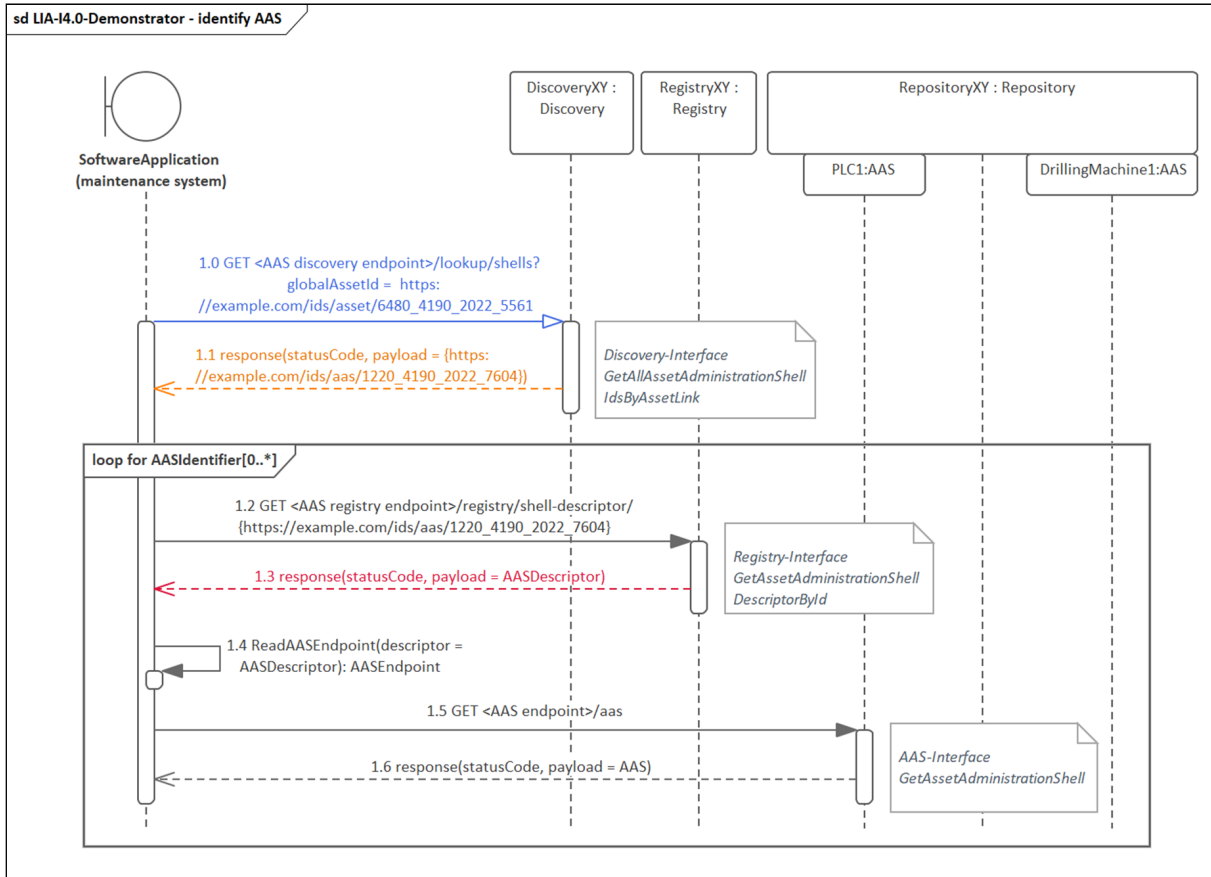 sd LIA-I4.0-Demonstrator - identify AAS
SoftwareApplication
(maintenance system)
DiscoveryXY :
Discovery
RegistryXY :
Registry
RepositoryXY : Repository
PLC1:AAS
DrillingMachine1:AAS
1.0 GET <AAS discovery endpoint>/lookup/shells?
globalAssetId =  https:
//example.com/ids/asset/6480_4190_2022_5561
1.1 response(statusCode, payload = {https:
//example.com/ids/aas/1220_4190_2022_7604})
Discovery-Interface
GetAllAssetAdministrationShell
IdsByAssetLink
loop for AASIdentifier[0..*]
1.2 GET <AAS registry endpoint>/registry/shell-descriptor/
{https://example.com/ids/aas/1220_4190_2022_7604}
1.3 response(statusCode, payload = AASDescriptor)
Registry-Interface
GetAssetAdministrationShell
DescriptorById
1.4 ReadAASEndpoint(descriptor =
AASDescriptor): AASEndpoint
1.5 GET <AAS endpoint>/aas
1.6 response(statusCode, payload = AAS)
AAS-Interface
GetAssetAdministrationShell